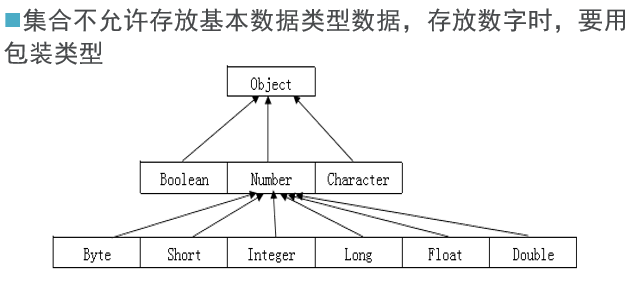 集合不允许存放基本数据类型数据，存放数字时，要用
包装类型
Object
Boolean Number Character
Byte Short Integer Long Float Double